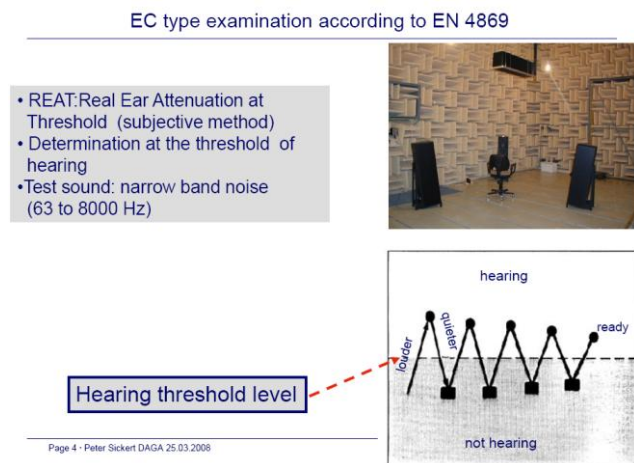 EC type examination according to EN 4869
• REAT:Real Ear Attenuation at
Threshold (subjective method)
• Determination at the threshold of
hearing
•Test sound: narrow band noise
(63 to 8000 Hz)
hearing
louder
quieter
ready
Hearing threshold level
not hearing
Page 4 · Peter Sickert DAGA 25.03.2008